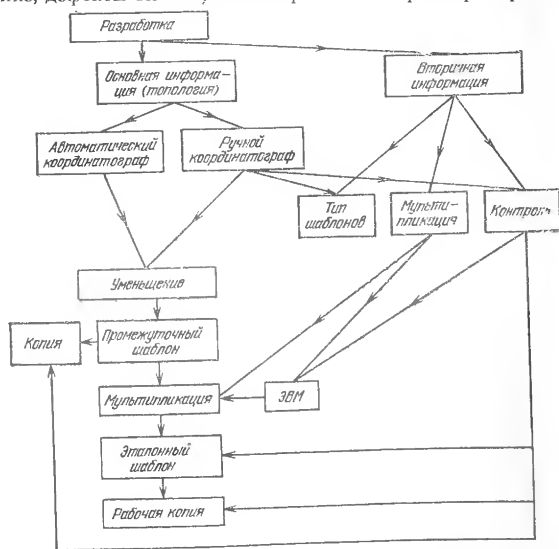 Разработка
Основная информа-
ция (топология)
Вторичная
информация
Автоматический
координатограф
Ручной
координатограф
Тип
шаблонов
Мульти-
пликация
Контроль
Уменьшение
Копия
Промежуточный
шаблон
Мультипликация
ЭВМ
Эталонный
шаблон
Рабочая копия